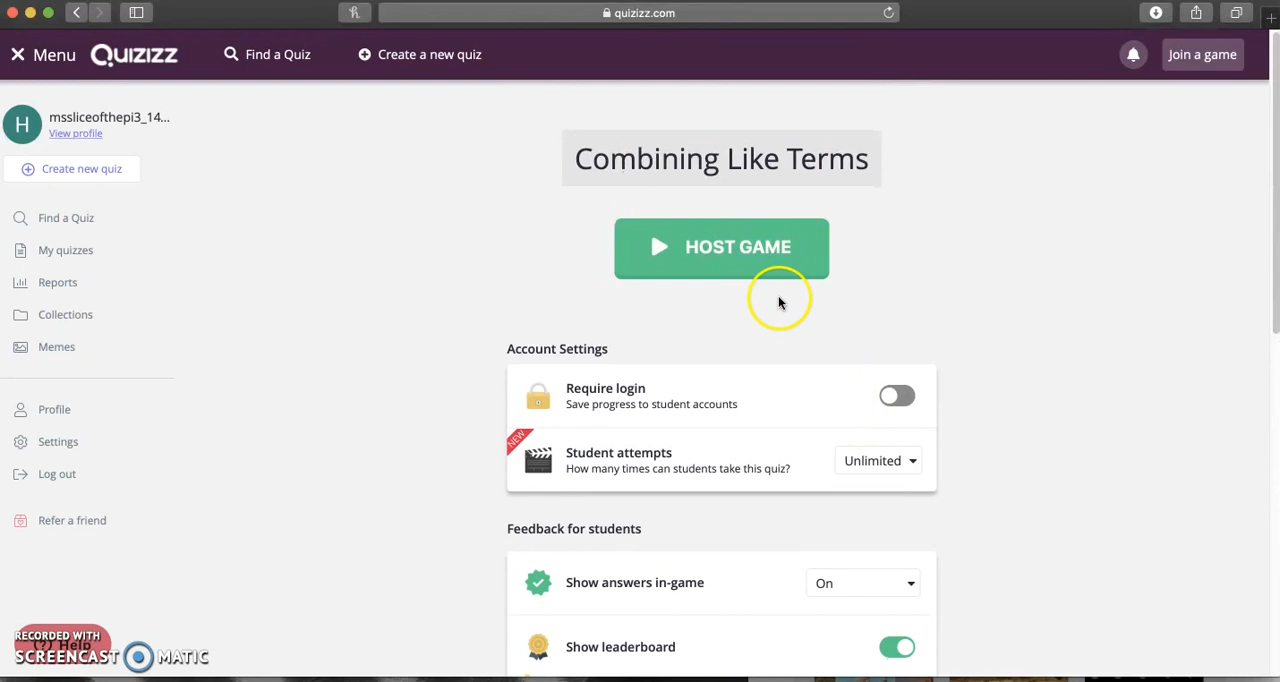 quizizz.com
Menu QUIZIZZ Find a Quiz Create a new quiz Join a game
H mssliceofthepi3_14...
View profile
Create new quiz
Find a Quiz
My quizzes
Reports
Collections
Memes
Profile
Settings
Log out
Refer a friend
Combining Like Terms
HOST GAME
Account Settings
Require login
Save progress to student accounts
NEW
Student attempts
How many times can students take this quiz?
Unlimited
Feedback for students
Show answers in-game
On
Show leaderboard
Help
RECORDED WITH
SCREENCAST MATIC